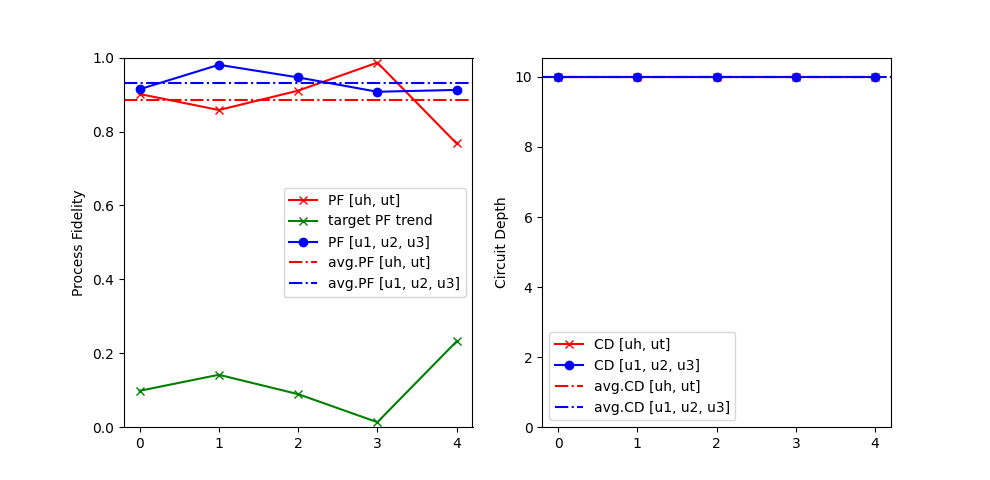 1.0
0.8
0.6
0.4
0.2
0.0
Process Fidelity
0 1 2 3 4
PF [uh, ut]
target PF trend
PF [u1, u2, u3]
avg.PF [uh, ut]
avg.PF [u1, u2, u3]
10
8
6
4
2
0
Circuit Depth
0 1 2 3 4
CD [uh, ut]
CD [u1, u2, u3]
avg.CD [uh, ut]
avg.CD [u1, u2, u3]